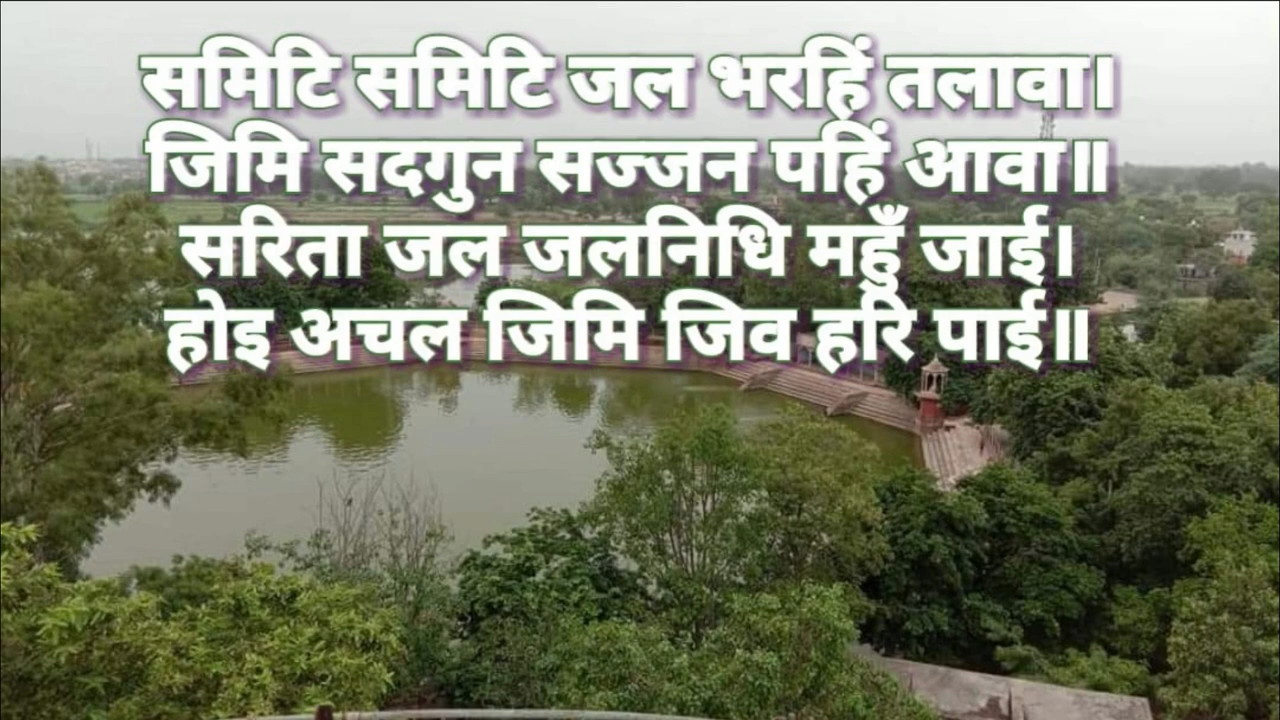 समिटि समिटि जल भरहिं तलावा।
जिमि सदगुन सज्जन पहिं आवा॥
सरिता जल जलनिधि महुँ जाई।
होइ अचल जिमि जिव हरि पाई॥